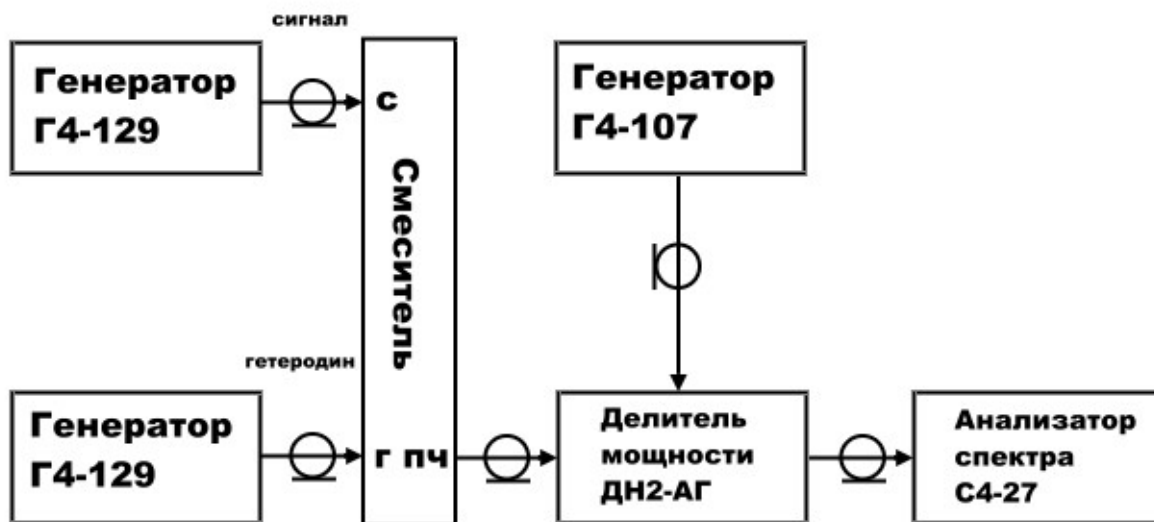 сигнал
Генератор
Г4-129
с
Смеситель
Генератор
Г4-107
гетеродин
Генератор
Г4-129
г пч
Делитель
мощности
ДН2-АГ
Анализатор
спектра
С4-27